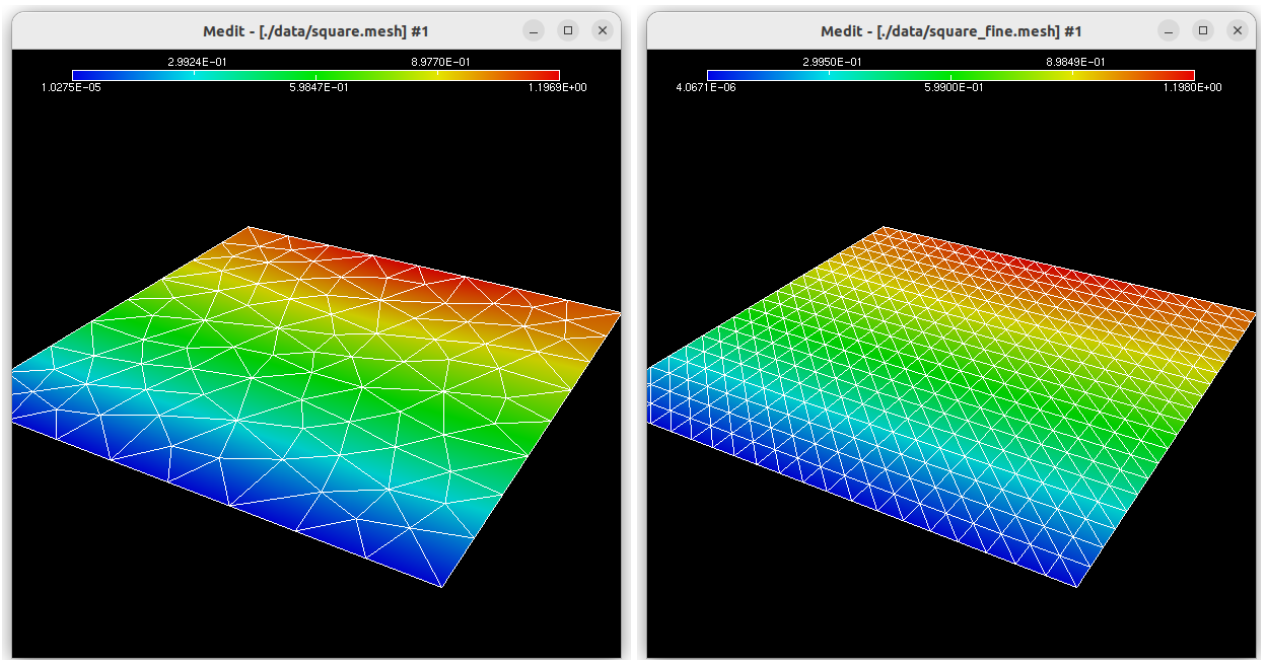 Medit - [./data/square.mesh] #1
2.9924E−01 8.9770E−01
1.0275E−05 5.9847E−01 1.1969E+00
Medit - [./data/square_fine.mesh] #1
2.9950E−01 8.9849E−01
4.0671E−06 5.9900E−01 1.1980E+00